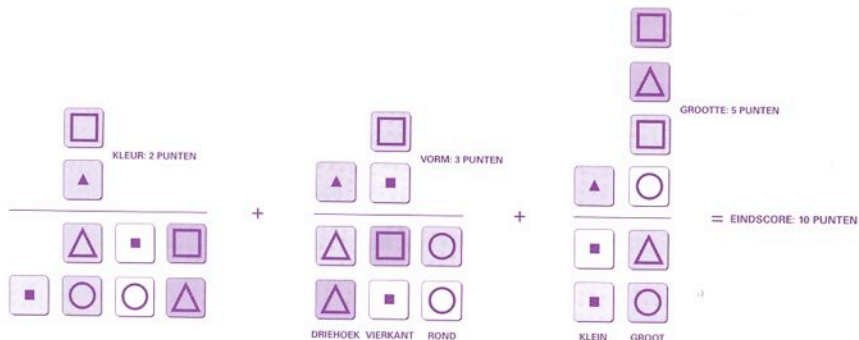 GROOTTE: 5 PUNTEN
KLEUR: 2 PUNTEN
VORM: 3 PUNTEN
+
+
= EINDSCORE: 10 PUNTEN
DRIEHOEK VIERKANT ROND
KLEIN GROOT